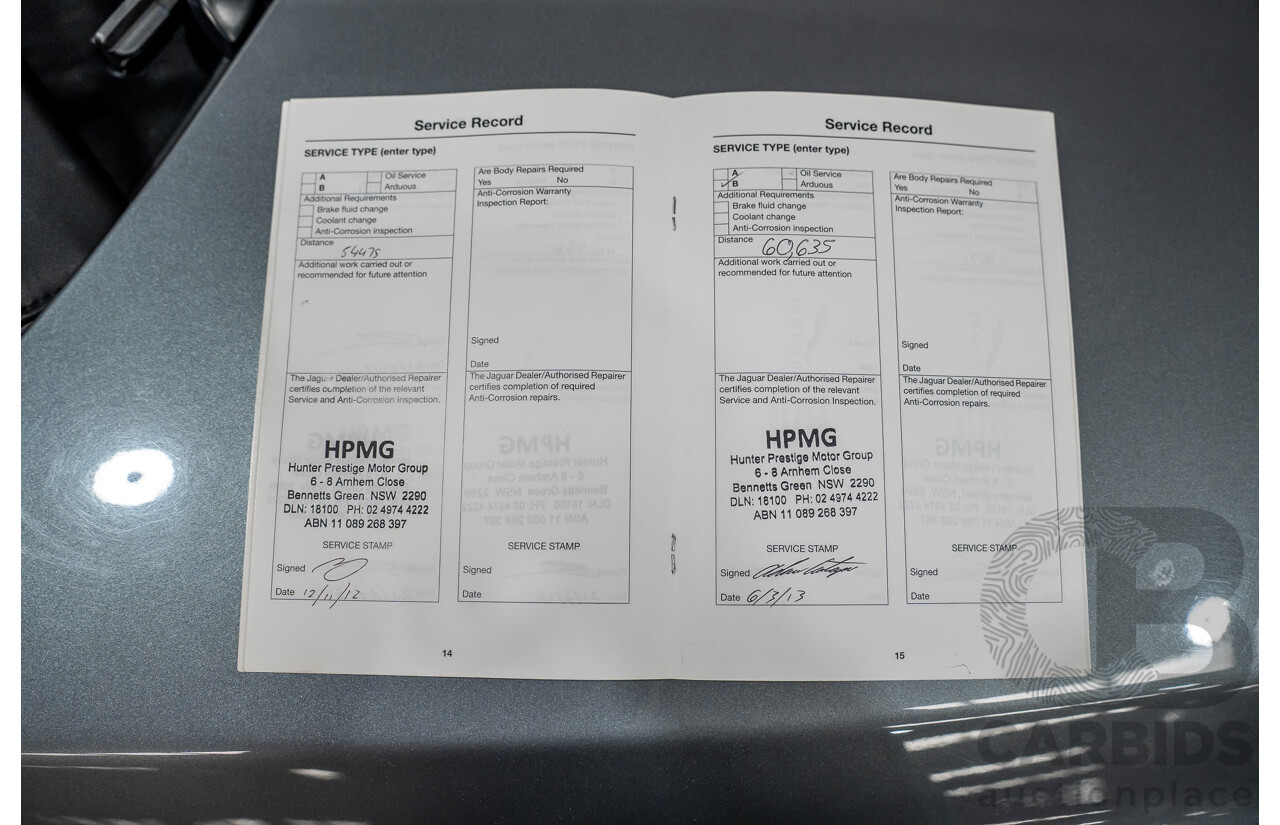 Service Record
SERVICE TYPE (enter type)
A
Oil Service
B
Arduous
Additional Requirements
Brake fluid change
Coolant change
Anti-Corrosion inspection
Distance
54475
Additional work carried out or
recommended for future attention
The Jaguar Dealer/Authorised Repairer
certifies completion of the relevant
Service and Anti-Corrosion Inspection.
HPMG
Hunter Prestige Motor Group
6 - 8 Arnhem Close
Bennetts Green NSW 2290
DLN: 18100 PH: 02 4974 4222
ABN 11 089 268 397
SERVICE STAMP
Signed
Date 12/11/12
Are Body Repairs Required
Yes No
Anti-Corrosion Warranty
Inspection Report:
Signed
Date
The Jaguar Dealer/Authorised Repairer
certifies completion of required
Anti-Corrosion repairs.
SERVICE STAMP
Signed
Date
14
Service Record
SERVICE TYPE (enter type)
A
Oil Service
B
Arduous
Additional Requirements
Brake fluid change
Coolant change
Anti-Corrosion inspection
Distance 60,635
Additional work carried out or
recommended for future attention
The Jaguar Dealer/Authorised Repairer
certifies completion of the relevant
Service and Anti-Corrosion Inspection.
HPMG
Hunter Prestige Motor Group
6 - 8 Arnhem Close
Bennetts Green NSW 2290
DLN: 18100 PH: 02 4974 4222
ABN 11 089 268 397
SERVICE STAMP
Signed
Date 6/3/13
Are Body Repairs Required
Yes No
Anti-Corrosion Warranty
Inspection Report:
Signed
Date
The Jaguar Dealer/Authorised Repairer
certifies completion of required
Anti-Corrosion repairs.
SERVICE STAMP
Signed
Date
15
CB
CARBIDS
auctionplace